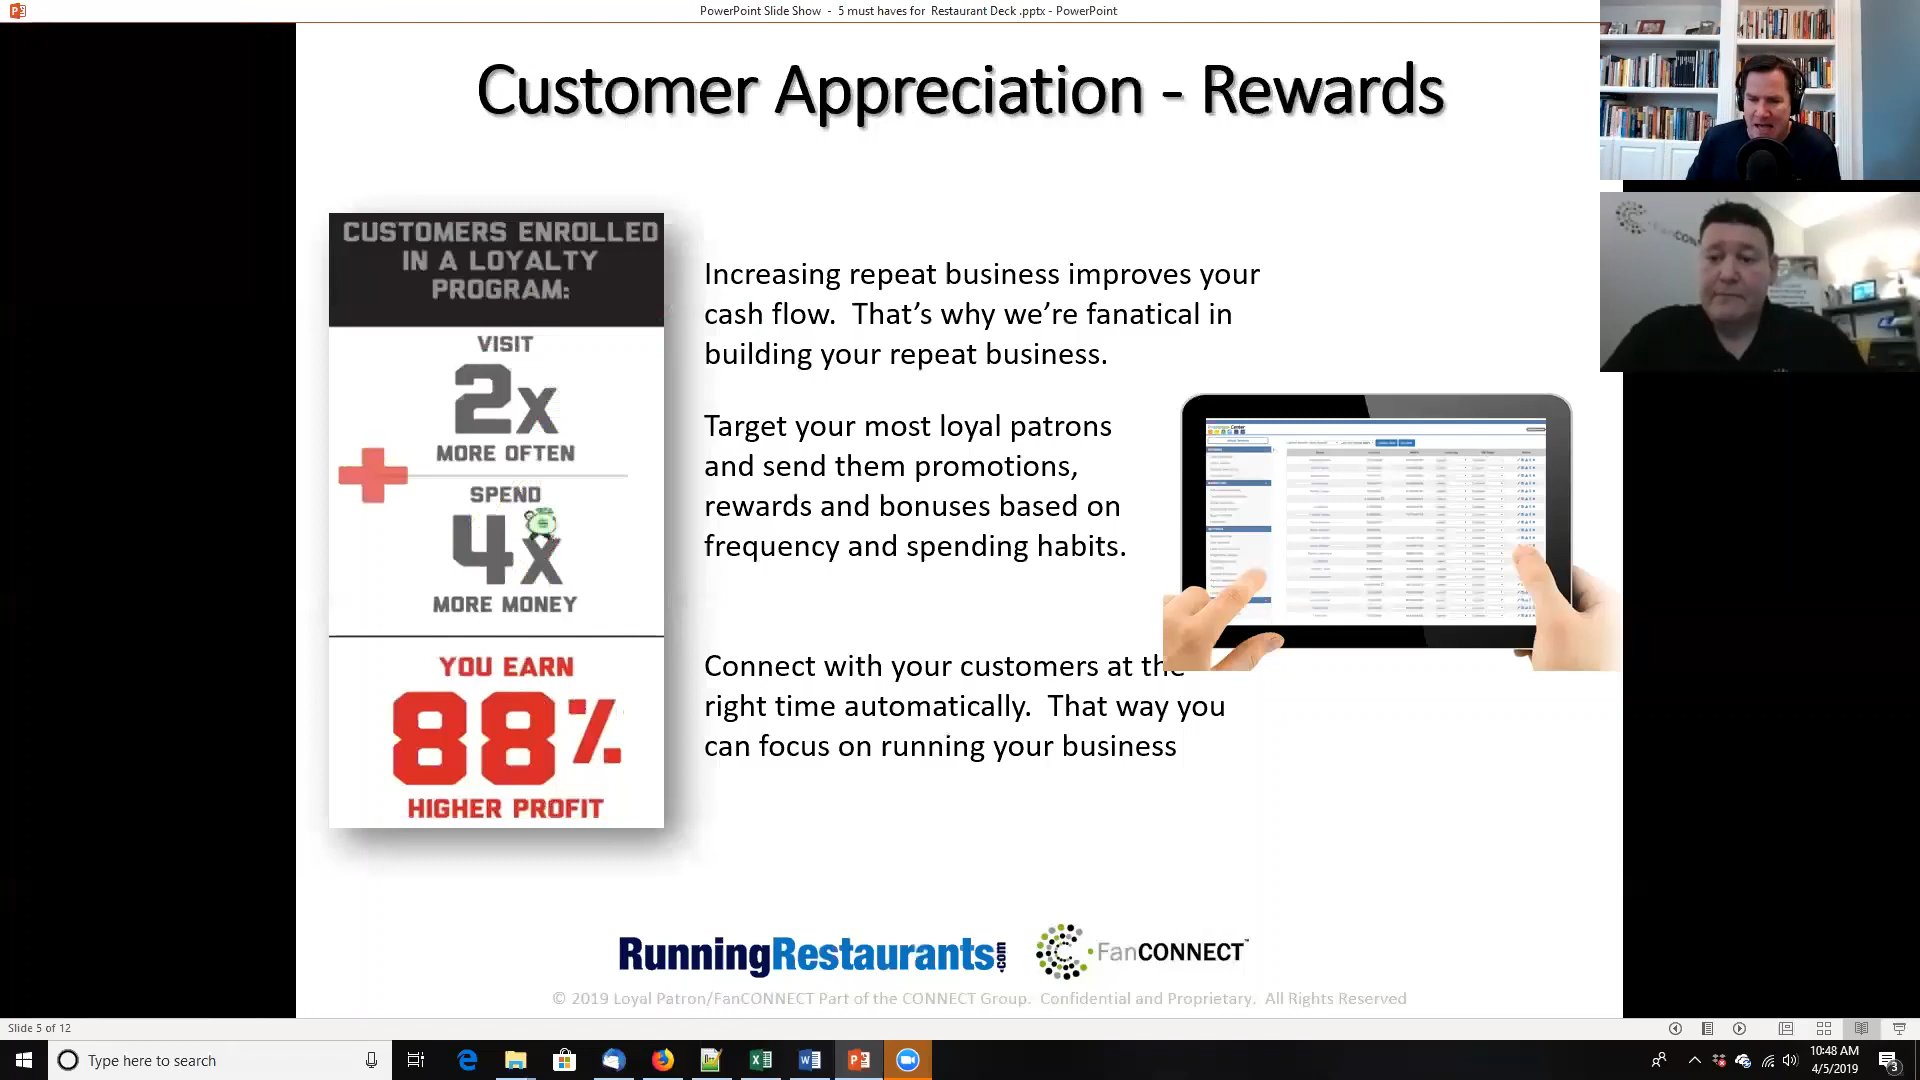 PowerPoint Slide Show - 5 must haves for Restaurant Deck .pptx - PowerPoint
Customer Appreciation - Rewards
CUSTOMERS ENROLLED
IN A LOYALTY
PROGRAM:
VISIT
2x
MORE OFTEN
SPEND
4x
MORE MONEY
YOU EARN
88%
HIGHER PROFIT
Increasing repeat business improves your
cash flow. That's why we're fanatical in
building your repeat business.
Target your most loyal patrons
and send them promotions,
rewards and bonuses based on
frequency and spending habits.
Connect with your customers at the
right time automatically. That way you
can focus on running your business
RunningRestaurants.com
FanCONNECT™
© 2019 Loyal Patron/FanCONNECT Part of the CONNECT Group. Confidential and Proprietary. All Rights Reserved
Slide 5 of 12
Type here to search
10:48 AM
4/5/2019
3